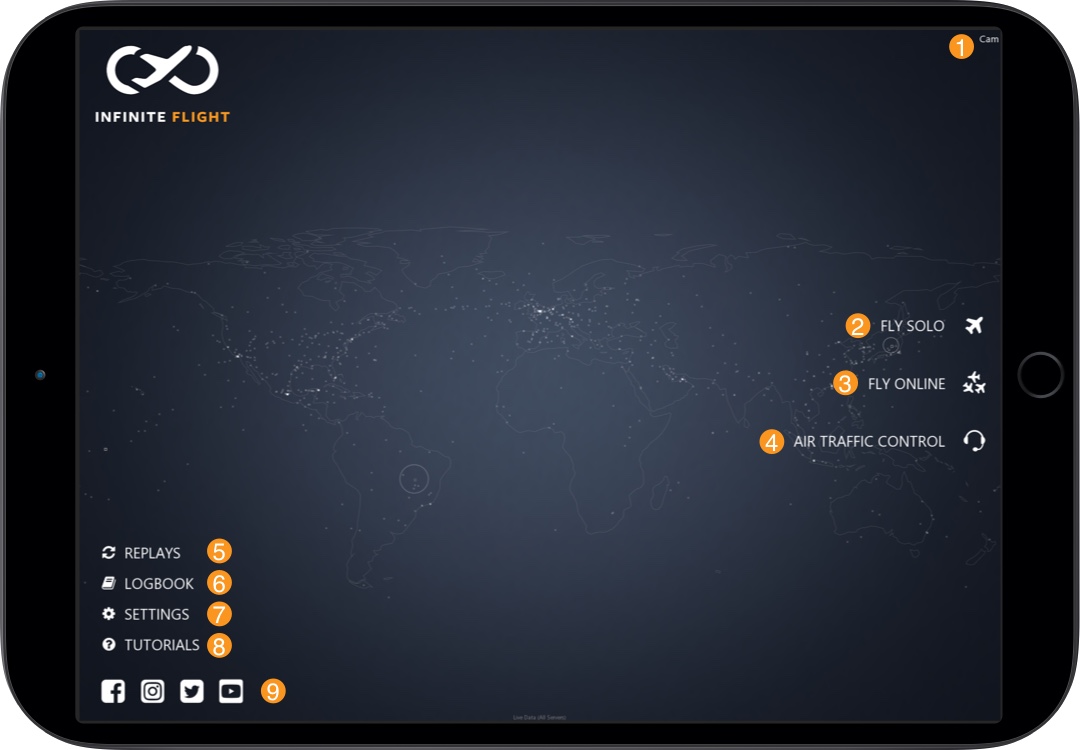 1 Cam
INFINITE FLIGHT
2 FLY SOLO
3 FLY ONLINE
4 AIR TRAFFIC CONTROL
REPLAYS 5
LOGBOOK 6
SETTINGS 7
TUTORIALS 8
9
Live Data (All Servers)